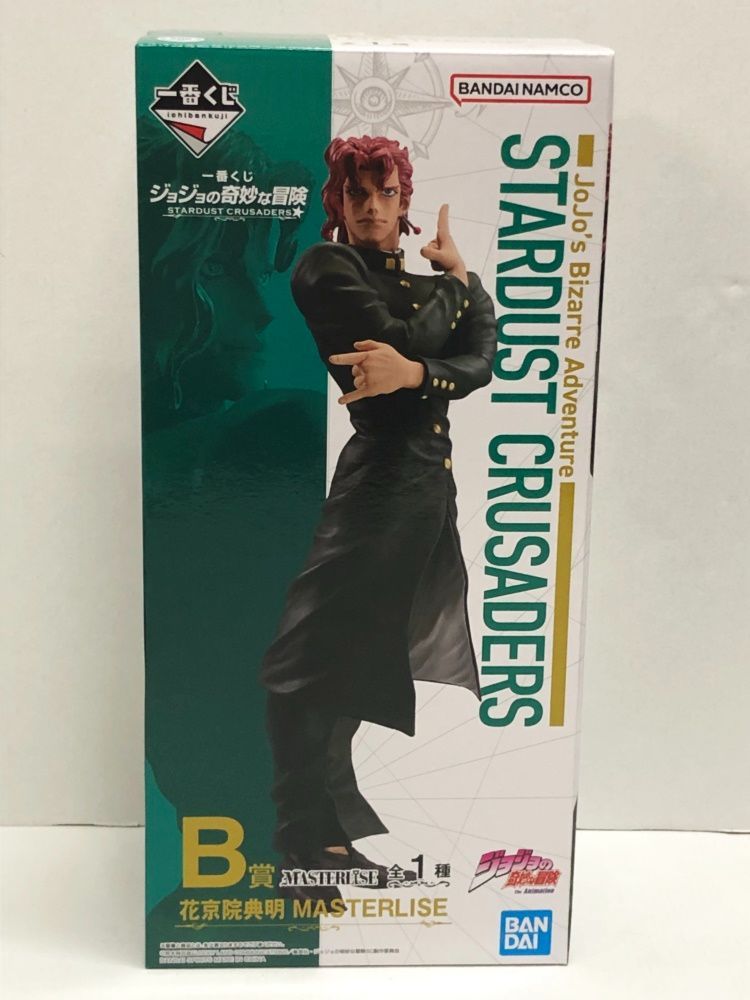 一番くじ
ichibankuji
一番くじ
ジョジョの奇妙な冒険
STARDUST CRUSADERS
BANDAI NAMCO
JoJo's Bizarre Adventure
STARDUST CRUSADERS
B賞 MASTERLISE 全1種
花京院典明 MASTERLISE
ジョジョの
奇妙な冒険
the Animation
BAN
DAI